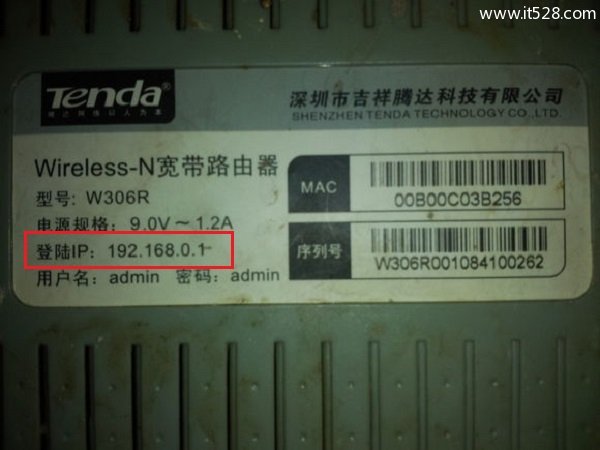 www.it528.com
Tenda®
深圳市吉祥腾达科技有限公司
SHENZHEN TENDA TECHNOLOGY CO.,LTD.
Wireless-N宽带路由器
型号: W306R
电源规格: 9.0V～1.2A
登陆IP: 192.168.0.1
用户名: admin 密码: admin
MAC
00B00C03B256
序列号
W306R001084100262